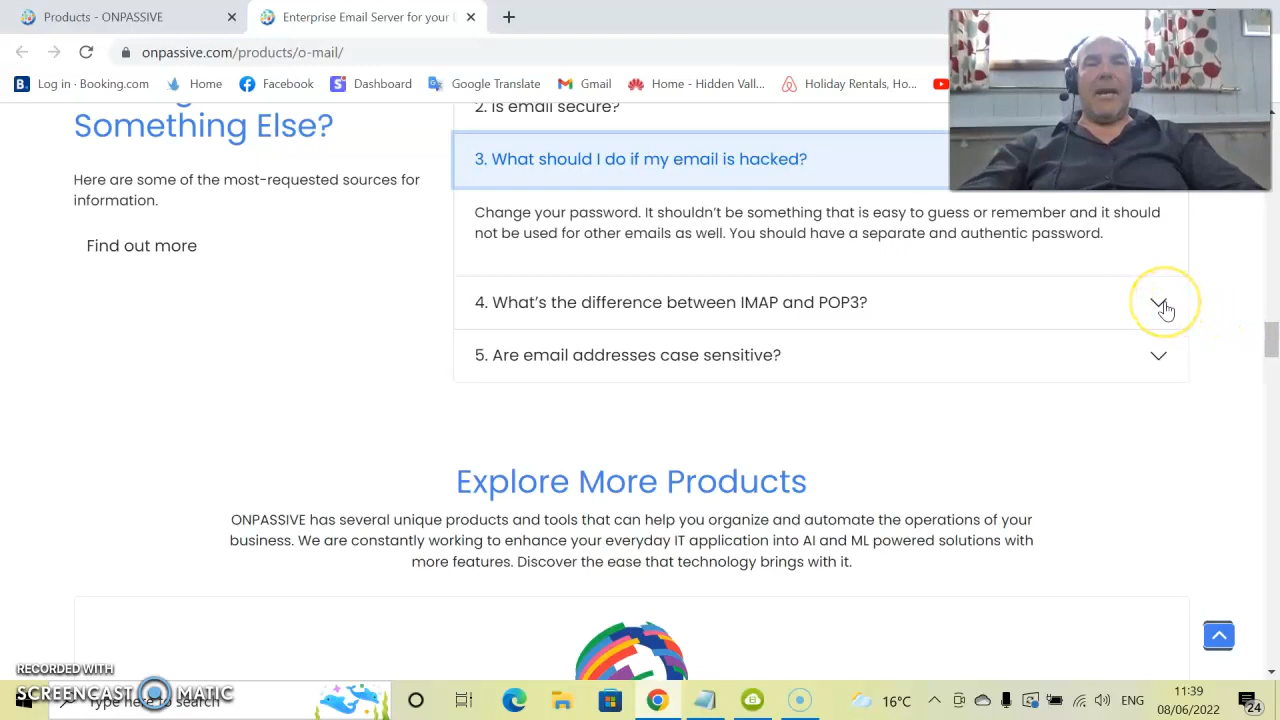 Products - ONPASSIVE
Enterprise Email Server for your
onpassive.com/products/o-mail/
Log in · Booking.com
Home
Facebook
Dashboard
Google Translate
Gmail
Home - Hidden Vall...
Holiday Rentals, Ho...
Something Else?
Here are some of the most-requested sources for
information.
Find out more
2. Is email secure?
3. What should I do if my email is hacked?
Change your password. It shouldn't be something that is easy to guess or remember and it should
not be used for other emails as well. You should have a separate and authentic password.
4. What's the difference between IMAP and POP3?
5. Are email addresses case sensitive?
Explore More Products
ONPASSIVE has several unique products and tools that can help you organize and automate the operations of your
business. We are constantly working to enhance your everyday IT application into AI and ML powered solutions with
more features. Discover the ease that technology brings with it.
RECORDED WITH
SCREENCAST MATIC
Type here to search
16°C
ENG
11:39
08/06/2022
24